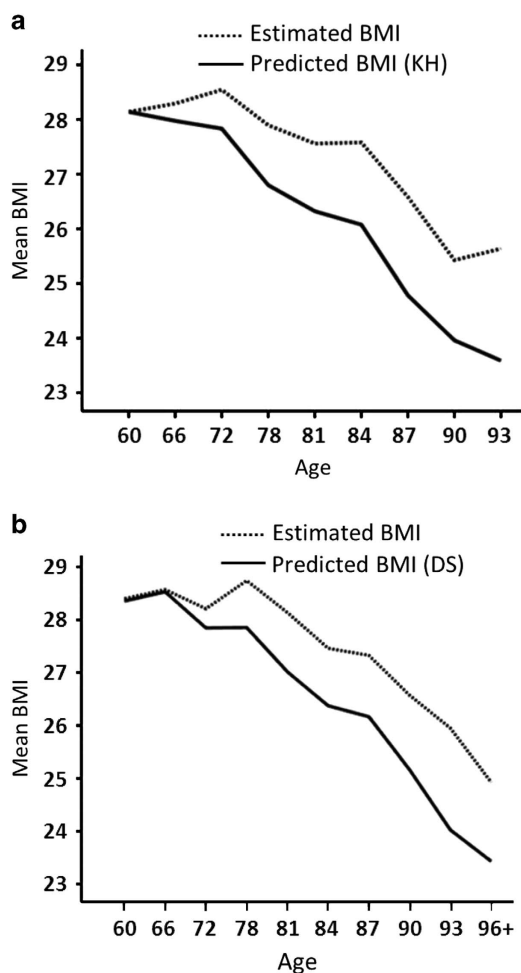 a
Estimated BMI
Predicted BMI (KH)
29
28
27
26
25
24
23
Mean BMI
60 66 72 78 81 84 87 90 93
Age
b
Estimated BMI
Predicted BMI (DS)
29
28
27
26
25
24
23
Mean BMI
60 66 72 78 81 84 87 90 93 96+
Age